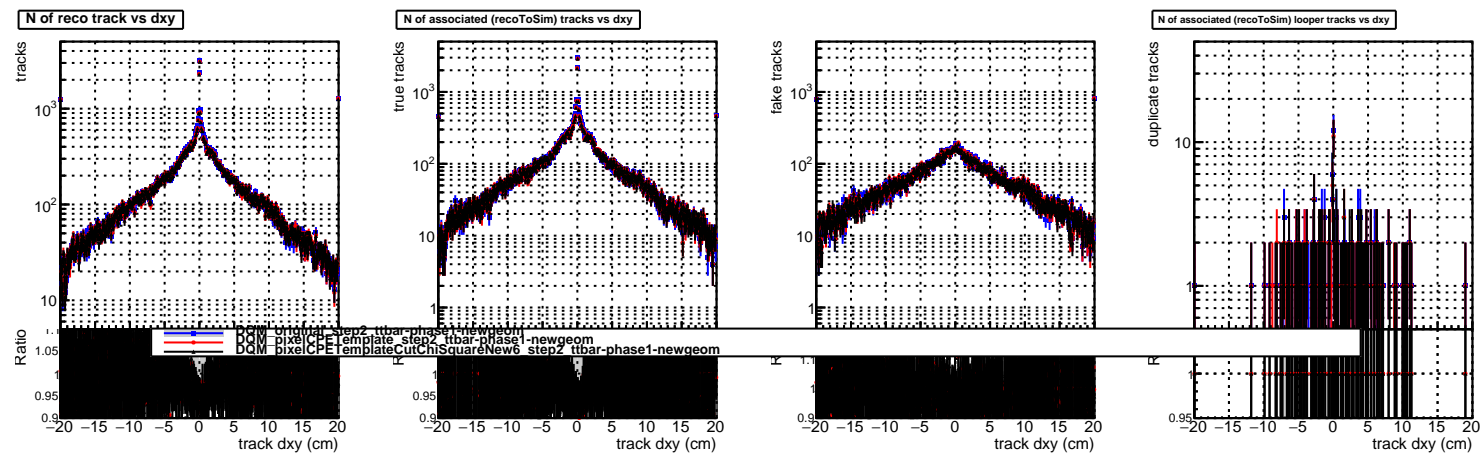 N of reco track vs dxy
N of associated (recoToSim) tracks vs dxy
N of associated (recoToSim) looper tracks vs dxy
tracks
10³
10²
10
true tracks
10³
10²
10
1
fake tracks
10³
10²
10
1
duplicate tracks
10
1
DQM_original_step2_ttbar-phase1-newgeom
DQM_pixelCPETemplate_step2_ttbar-phase1-newgeom
DQM_pixelCPETemplateCutChiSquareNew6_step2_ttbar-phase1-newgeom
Ratio
1.05
1
0.95
0.9
1
0.95
0.9
1
0.95
0.9
1
0.95
−20 −15 −10 −5 0 5 10 15 20
track dxy (cm)
−20 −15 −10 −5 0 5 10 15 20
track dxy (cm)
−20 −15 −10 −5 0 5 10 15 20
track dxy (cm)
−20 −15 −10 −5 0 5 10 15 20
track dxy (cm)